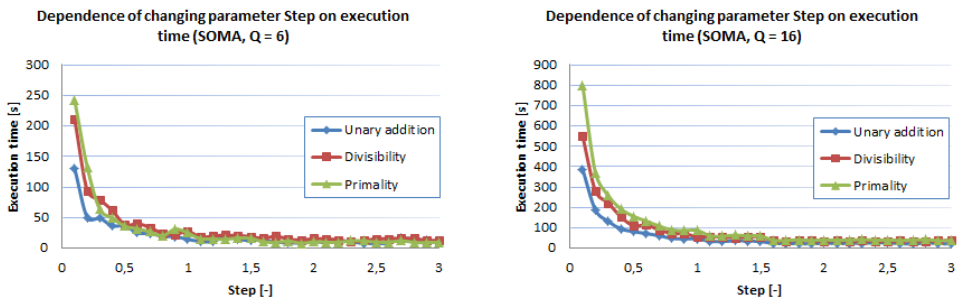 Dependence of changing parameter Step on execution
time (SOMA, Q = 6)
300
250
200
150
100
50
0
Execution time [s]
Unary addition
Divisibility
Primality
0
0,5
1
1,5
2
2,5
3
Step [-]
Dependence of changing parameter Step on execution
time (SOMA, Q = 16)
900
800
700
600
500
400
300
200
100
0
Execution time [s]
Unary addition
Divisibility
Primality
0
0,5
1
1,5
2
2,5
3
Step [-]